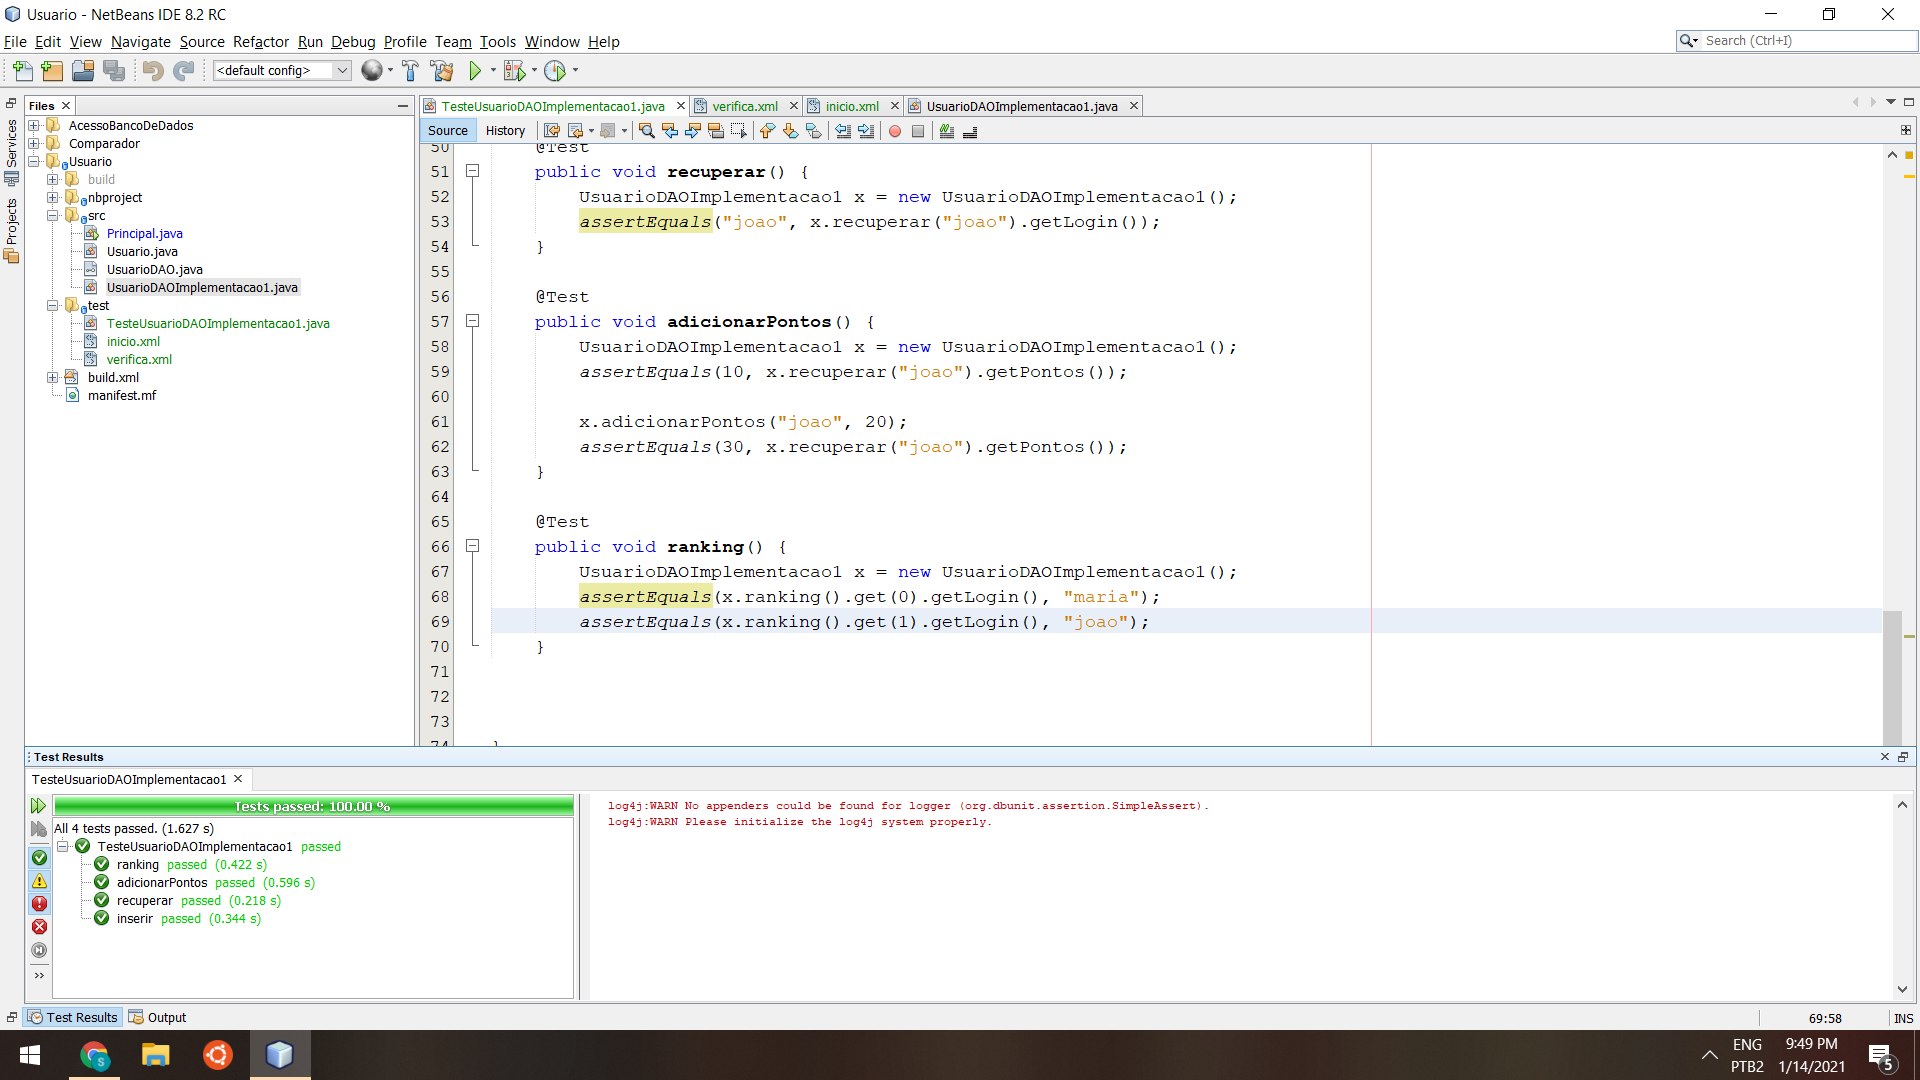 Usuario - NetBeans IDE 8.2 RC
File Edit View Navigate Source Refactor Run Debug Profile Team Tools Window Help
Search (Ctrl+I)
<default config>
Files
TesteUsuarioDAOImplementacao1.java verifica.xml inicio.xml UsuarioDAOImplementacao1.java
Source History
Services
Projects
AcessoBancoDeDados
Comparador
Usuario
build
nbproject
src
Principal.java
Usuario.java
UsuarioDAO.java
UsuarioDAOImplementacao1.java
test
TesteUsuarioDAOImplementacao1.java
inicio.xml
verifica.xml
build.xml
manifest.mf
50 @Test
51 public void recuperar() {
52 UsuarioDAOImplementacao1 x = new UsuarioDAOImplementacao1();
53 assertEquals("joao", x.recuperar("joao").getLogin());
54 }
55
56 @Test
57 public void adicionarPontos() {
58 UsuarioDAOImplementacao1 x = new UsuarioDAOImplementacao1();
59 assertEquals(10, x.recuperar("joao").getPontos());
60
61 x.adicionarPontos("joao", 20);
62 assertEquals(30, x.recuperar("joao").getPontos());
63 }
64
65 @Test
66 public void ranking() {
67 UsuarioDAOImplementacao1 x = new UsuarioDAOImplementacao1();
68 assertEquals(x.ranking().get(0).getLogin(), "maria");
69 assertEquals(x.ranking().get(1).getLogin(), "joao");
70 }
71
72
73
74 }
Test Results
TesteUsuarioDAOImplementacao1
Tests passed: 100.00 %
All 4 tests passed. (1.627 s)
TesteUsuarioDAOImplementacao1 passed
ranking passed (0.422 s)
adicionarPontos passed (0.596 s)
recuperar passed (0.218 s)
inserir passed (0.344 s)
log4j:WARN No appenders could be found for logger (org.dbunit.assertion.SimpleAssert).
log4j:WARN Please initialize the log4j system properly.
Test Results Output
69:58 INS
ENG
PTB2
9:49 PM
1/14/2021
5